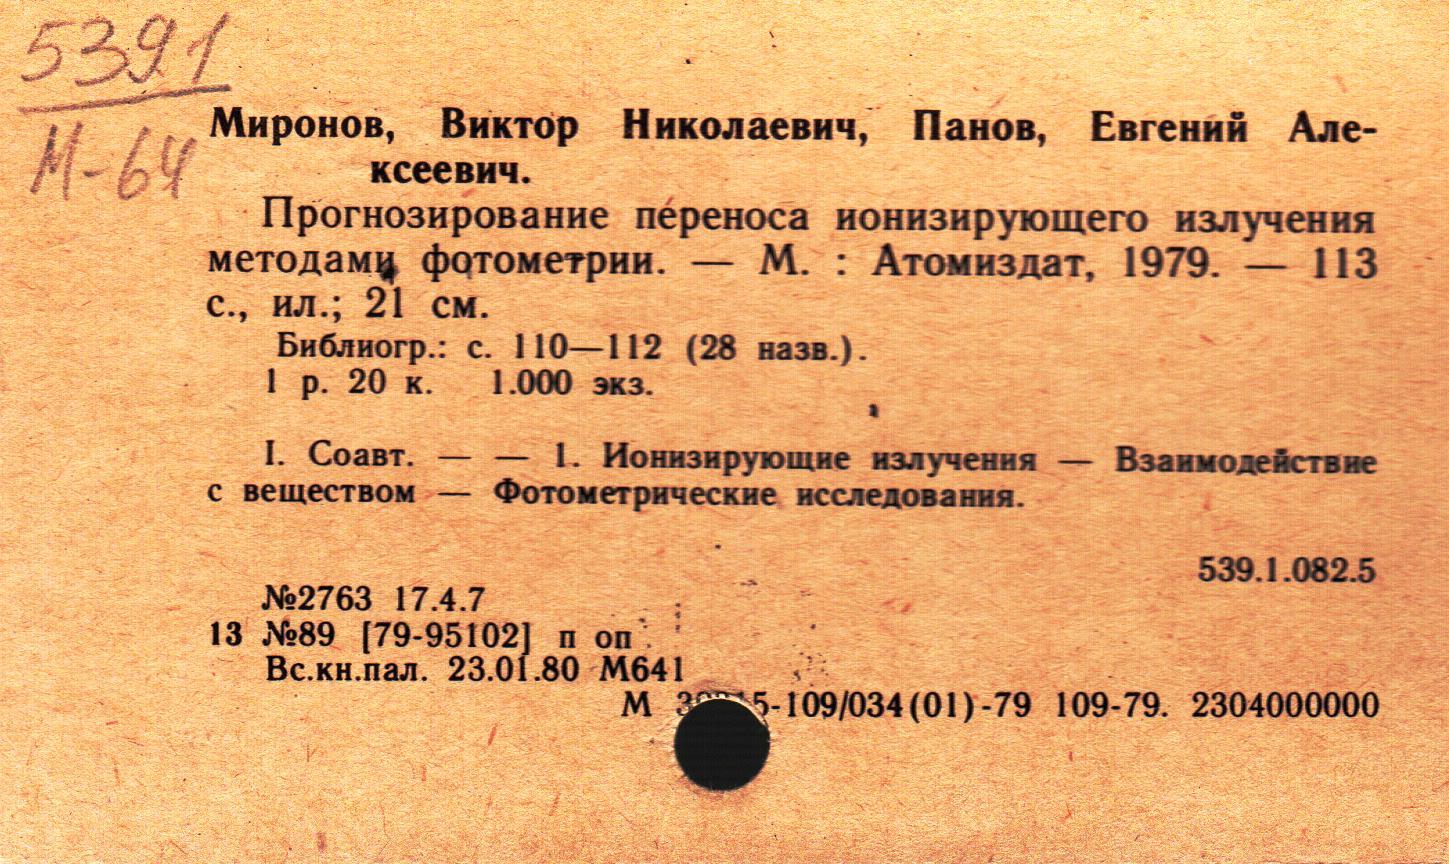 539.1
М-64
Миронов, Виктор Николаевич, Панов, Евгений Але-
ксеевич.
Прогнозирование переноса ионизирующего излучения
методами фотометрии. — М. : Атомиздат, 1979. — 113
с., ил.; 21 см.
Библиогр.: с. 110—112 (28 назв.).
1 р. 20 к. 1.000 экз.
I. Соавт. — — 1. Ионизирующие излучения — Взаимодействие
с веществом — Фотометрические исследования.
539.1.082.5
№2763 17.4.7
13 №89 [79-95102] п оп
Вс.кн.пал. 23.01.80 М641
М 109/034(01)-79 109-79. 2304000000